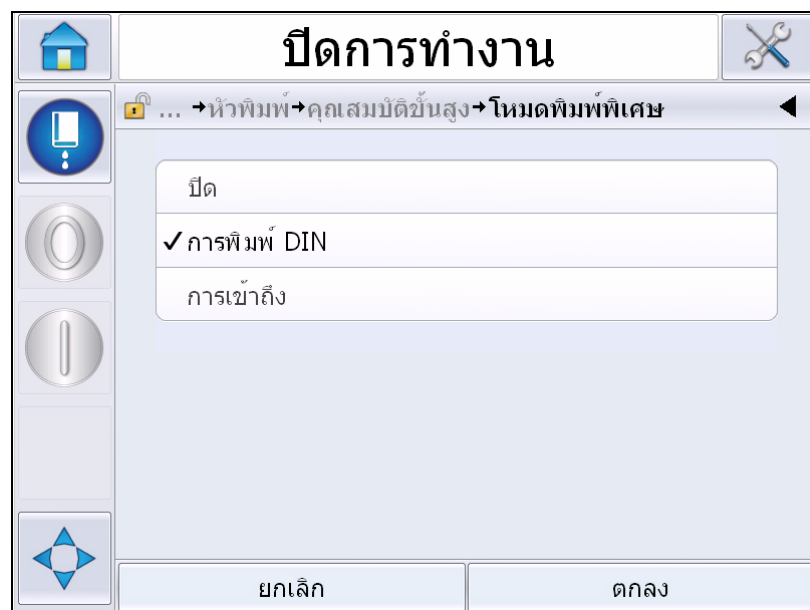 ปิดการทำงาน
... →หัวพิมพ์→คุณสมบัติขั้นสูง→โหมดพิมพ์พิเศษ
ปิด
✓การพิมพ์ DIN
การเข้าถึง
ยกเลิก
ตกลง